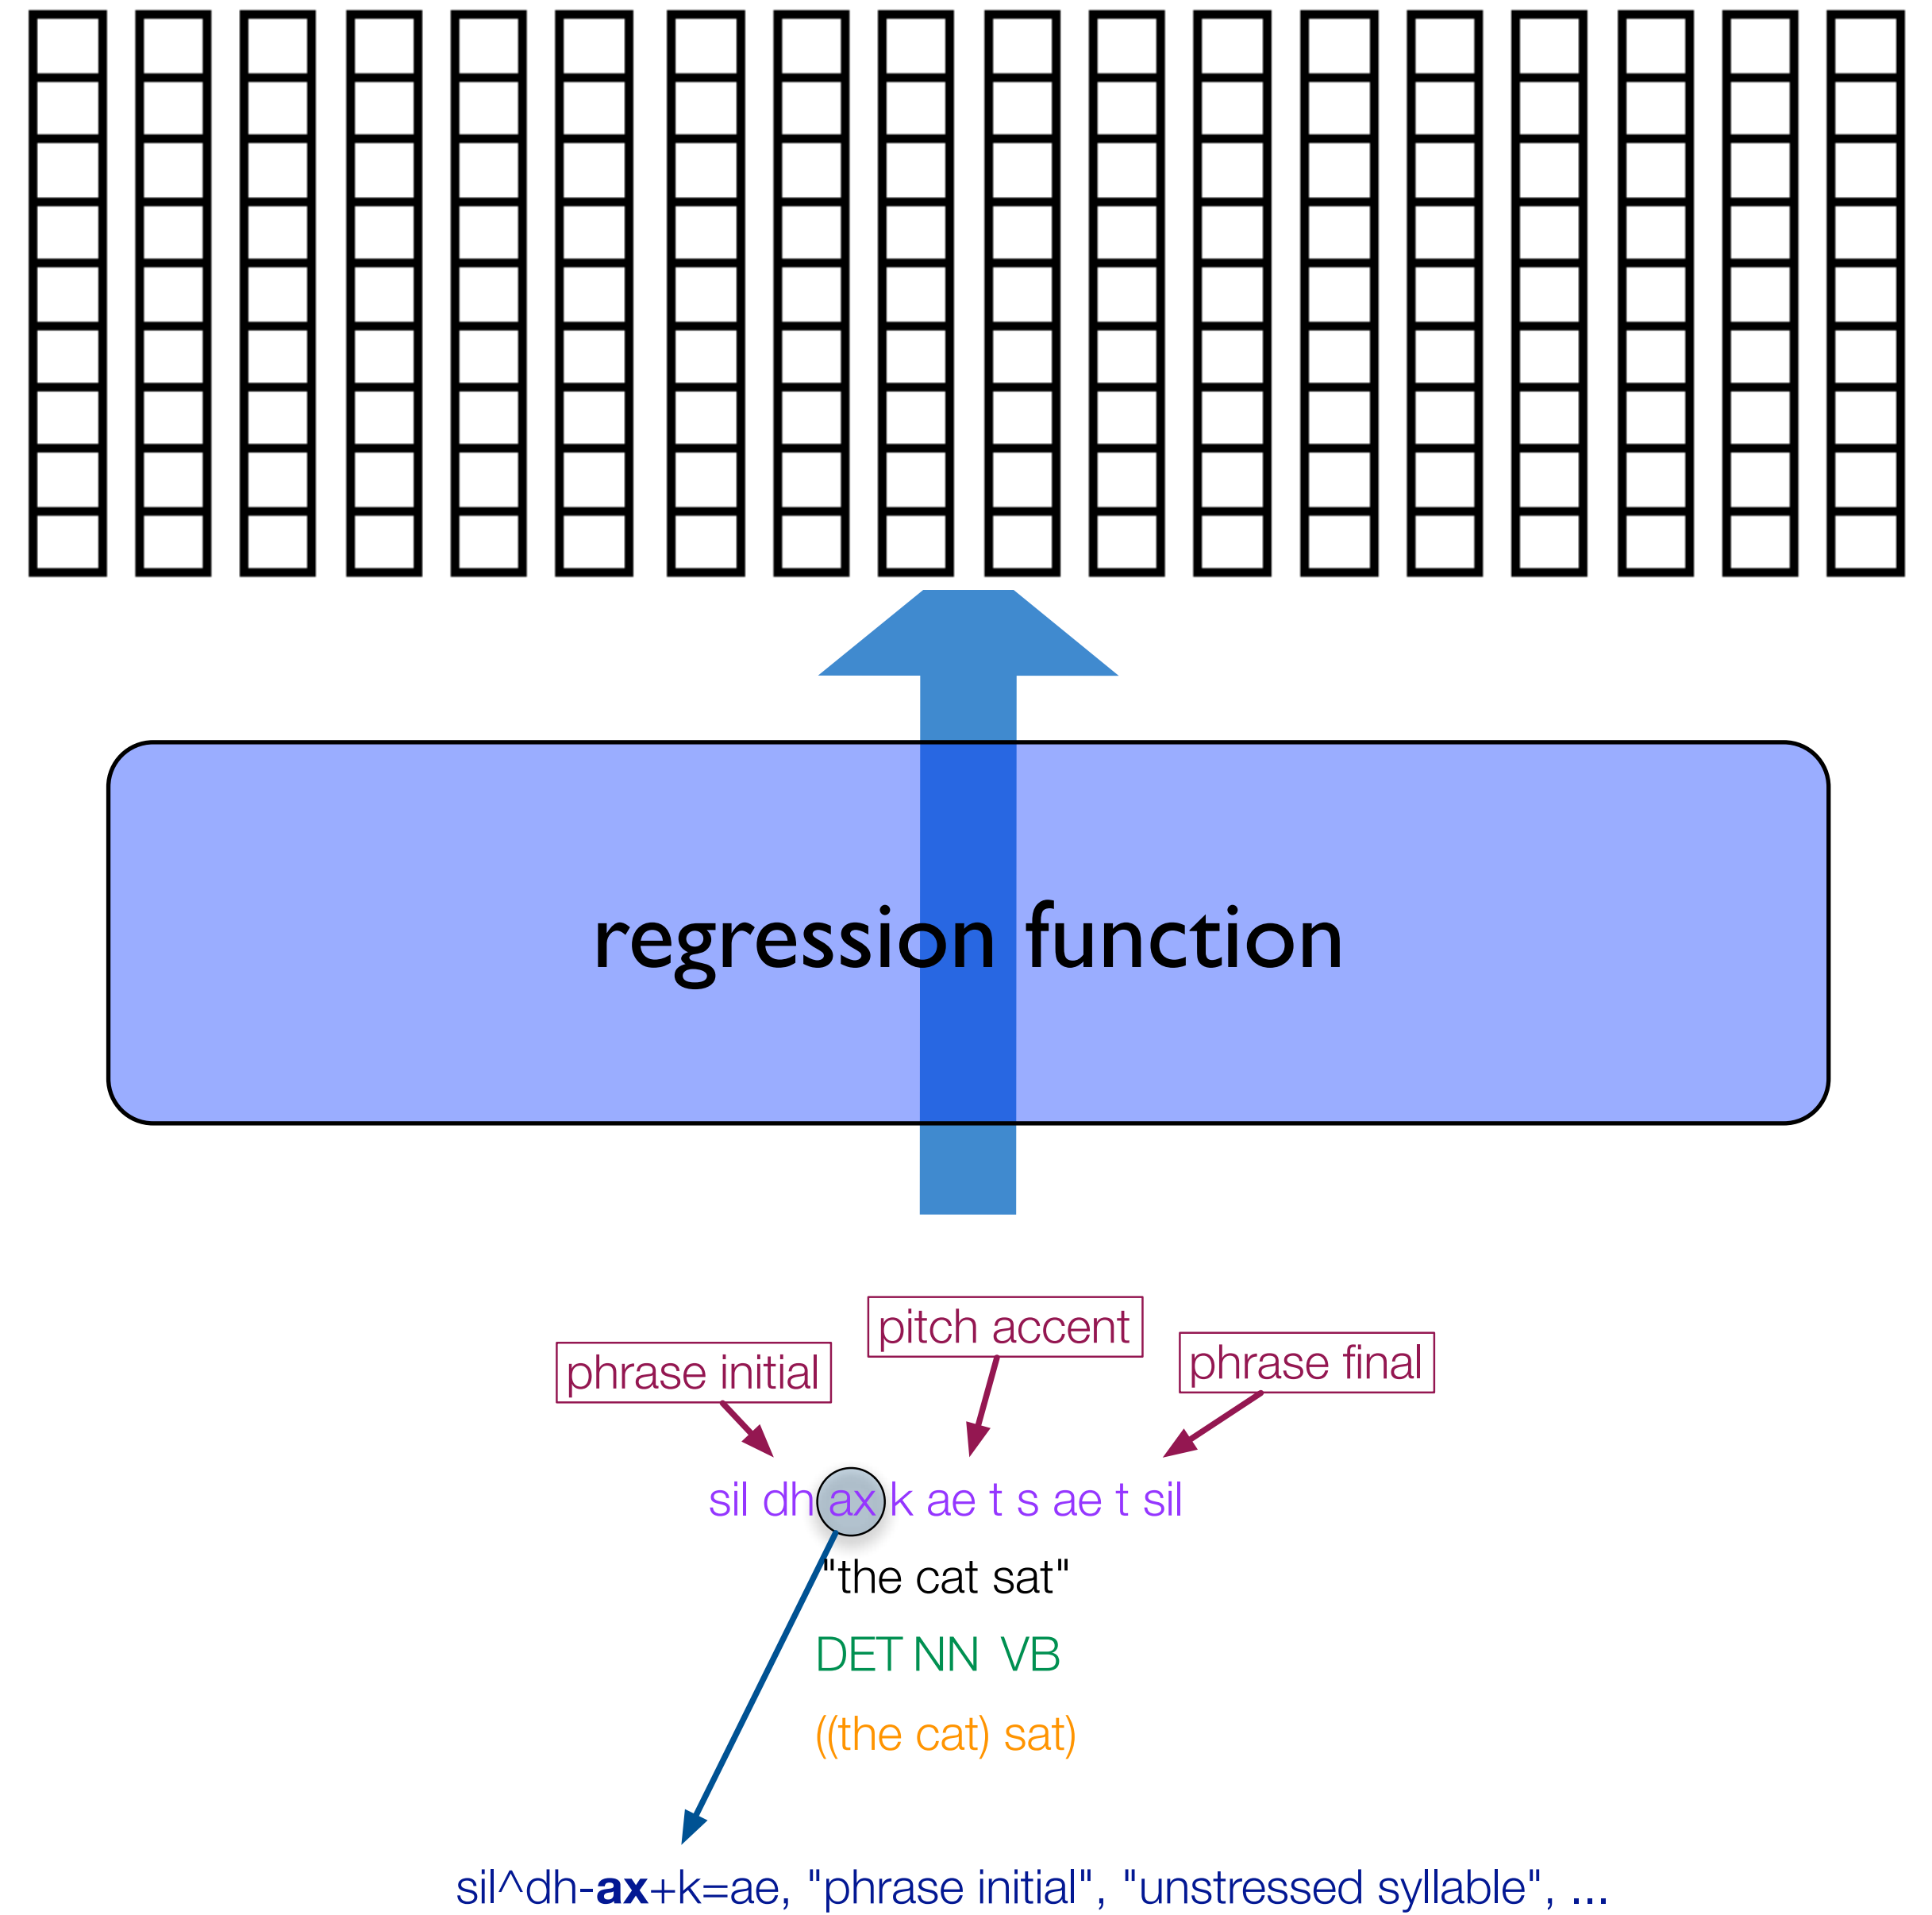 regression function
pitch accent
phrase initial
phrase final
sil dh ax k ae t s ae t sil
"the cat sat"
DET NN VB
((the cat) sat)
sil^dh-ax+k=ae, "phrase initial", "unstressed syllable", ...